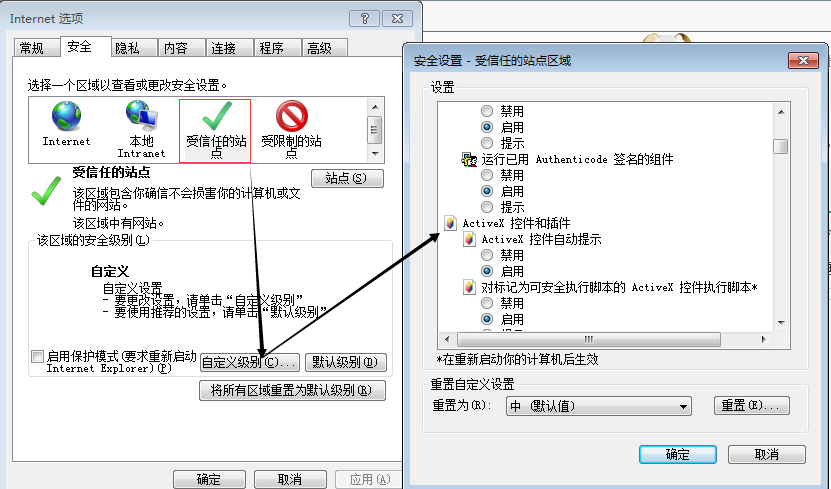 Internet 选项
常规
安全
隐私
内容
连接
程序
高级
选择一个区域以查看或更改安全设置。
Internet
本地
Intranet
受信任的站
点
受限制的站
点
受信任的站点
该区域包含你确信不会损害你的计算机或文
件的网站。
该区域中有网站。
站点(S)
该区域的安全级别(L)
自定义
自定义设置
- 要更改设置，请单击“自定义级别”
- 要使用推荐的设置，请单击“默认级别”
启用保护模式(要求重新启动
Internet Explorer)(P)
自定义级别(C)...
默认级别(D)
将所有区域重置为默认级别(R)
确定
取消
应用(A)
安全设置 - 受信任的站点区域
设置
禁用
启用
提示
运行已用 Authenticode 签名的组件
禁用
启用
提示
ActiveX 控件和插件
ActiveX 控件自动提示
禁用
启用
对标记为可安全执行脚本的 ActiveX 控件执行脚本*
禁用
启用
*在重新启动你的计算机后生效
重置自定义设置
重置为(R):
中 (默认值)
重置(E)...
确定
取消